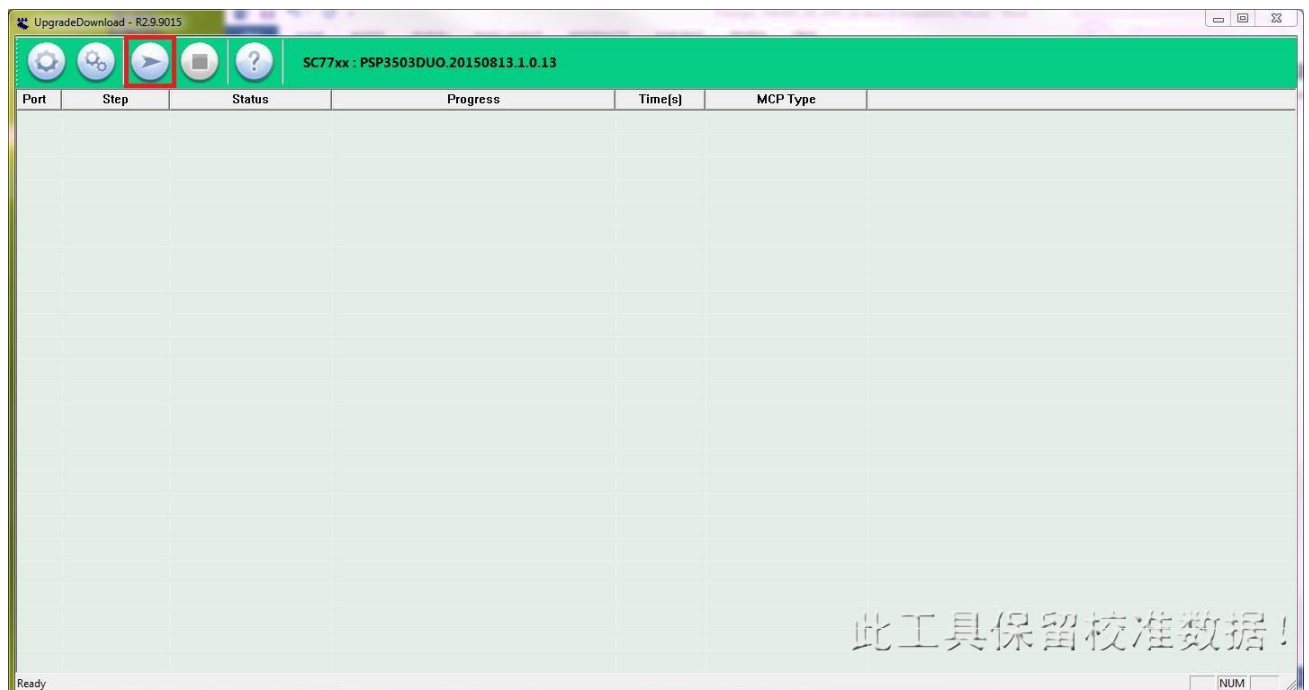 UpgradeDownload - R2.9.9015
? SC77xx : PSP3503DUO.20150813.1.0.13
Port Step Status Progress Time(s) MCP Type
此工具保留校准数据!
Ready NUM